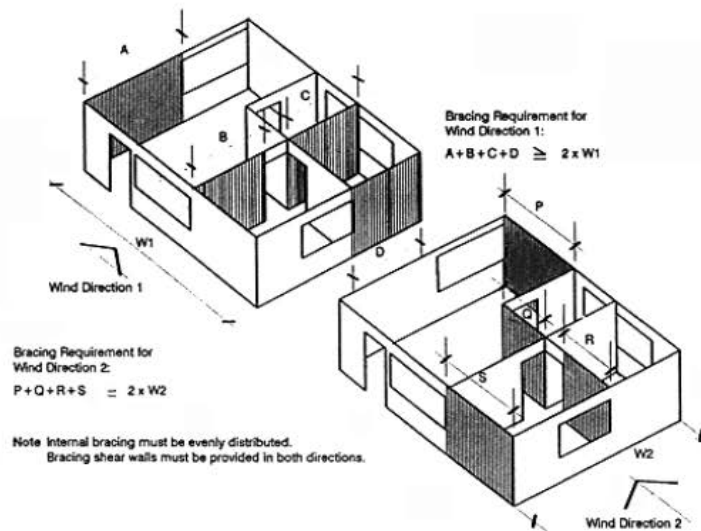 A
C
B
Bracing Requirement for
Wind Direction 1:
A+B+C+D ≧ 2 x W1
P
W1
D
Wind Direction 1
Q
R
Bracing Requirement for
Wind Direction 2:
S
P+Q+R+S = 2 x W2
Note Internal bracing must be evenly distributed.
Bracing shear walls must be provided in both directions.
W2
Wind Direction 2